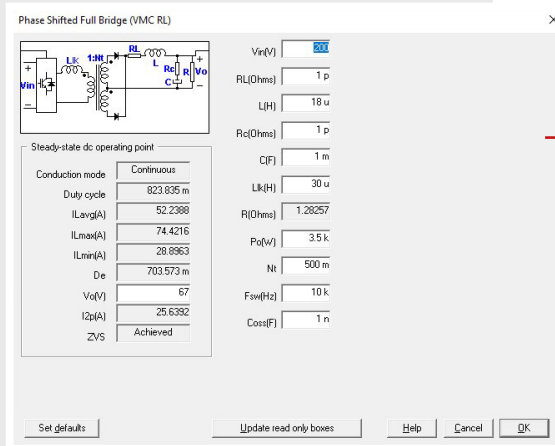 Phase Shifted Full Bridge (VMC RL)
Vin
Llk
1:Nt
RL
L
Rc
C
R
Vo
Steady-state dc operating point
Conduction mode Continuous
Duty cycle 823.835 m
ILavg(A) 52.2388
ILmax(A) 74.4216
ILmin(A) 28.8963
De 703.573 m
Vo(V) 67
I2p(A) 25.6392
ZVS Achieved
Vin(V) 200
RL(Ohms) 1 p
L(H) 18 u
Rc(Ohms) 1 p
C(F) 1 m
Llk(H) 30 u
R(Ohms) 1.28257
Po(W) 3.5 k
Nt 500 m
Fsw(Hz) 10 k
Coss(F) 1 n
Set defaults
Update read only boxes
Help
Cancel
OK